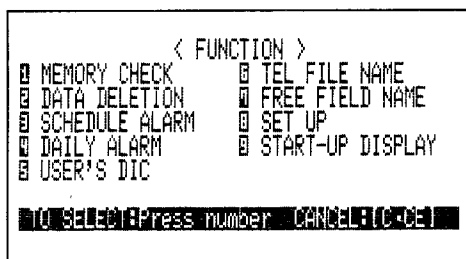 < FUNCTION >
1 MEMORY CHECK
2 DATA DELETION
3 SCHEDULE ALARM
4 DAILY ALARM
5 USER'S DIC
6 TEL FILE NAME
7 FREE FIELD NAME
8 SET UP
9 START-UP DISPLAY
TO SELECT:Press number CANCEL:[C•CE]